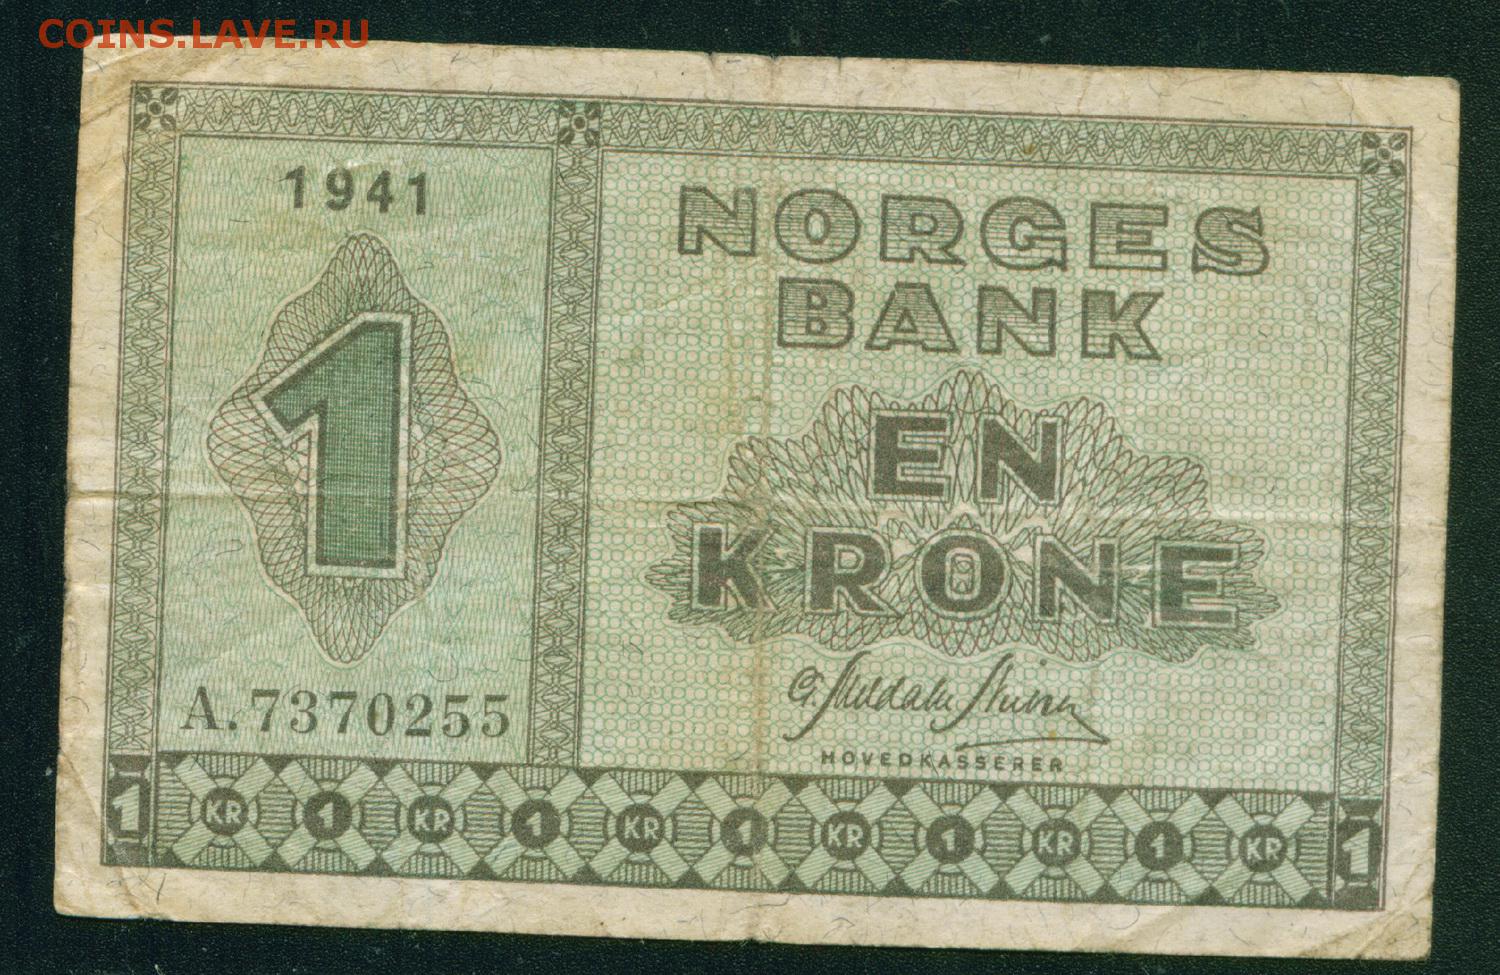 COINS.LAVE.RU
1941
NORGES
BANK
1
EN
KRONE
A.7370255
HOVEDKASSERER
1 KR 1 KR 1 KR 1 KR 1 KR 1 KR 1